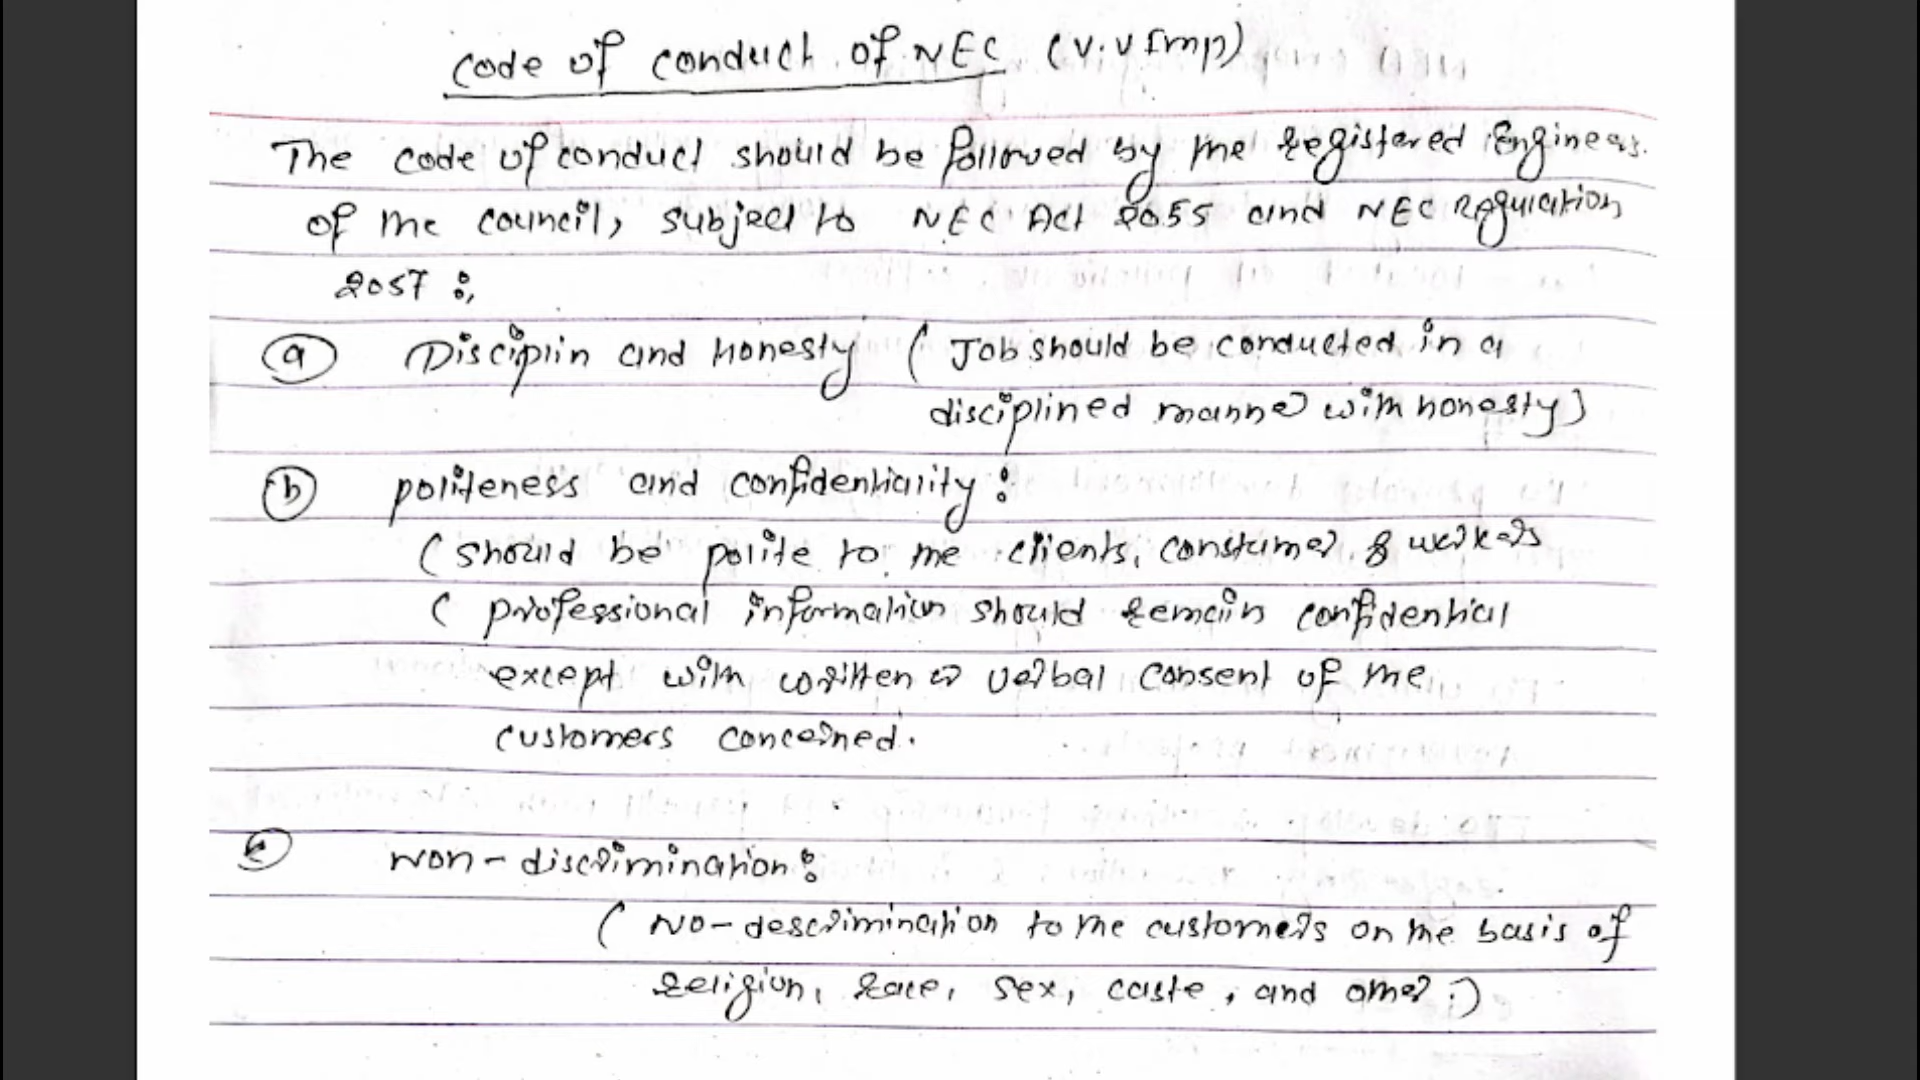 Code of conduct of NEC (V.V Imp)
The code of conduct should be followed by the registered Engineers.
of the council, subject to NEC Act 2055 and NEC regulation
2057 :,
(a) Disciplin and Honesty ( Job should be conducted in a
disciplined manner with honesty)
(b) politeness and confidentiality :
( should be polite to the clients, constumer & workers
( professional information should remain confidential
except with written or verbal consent of the
customers concerned.
(c) Non - discrimination :
( No - descrimination to the customers on the basis of
religion, race, sex, caste, and other :)